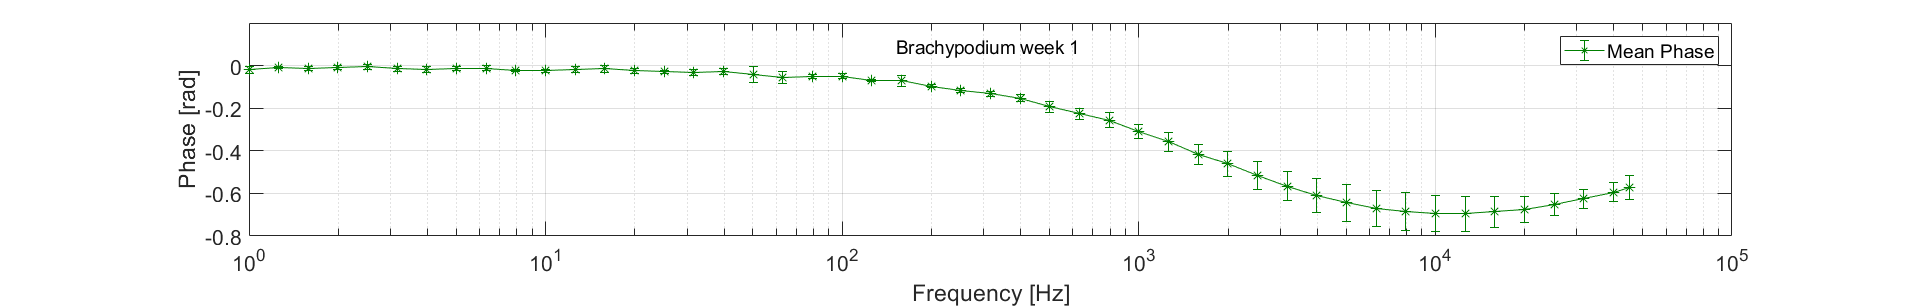 Brachypodium week 1
Mean Phase
Phase [rad]
0
-0.2
-0.4
-0.6
-0.8
10^0 10^1 10^2 10^3 10^4 10^5
Frequency [Hz]